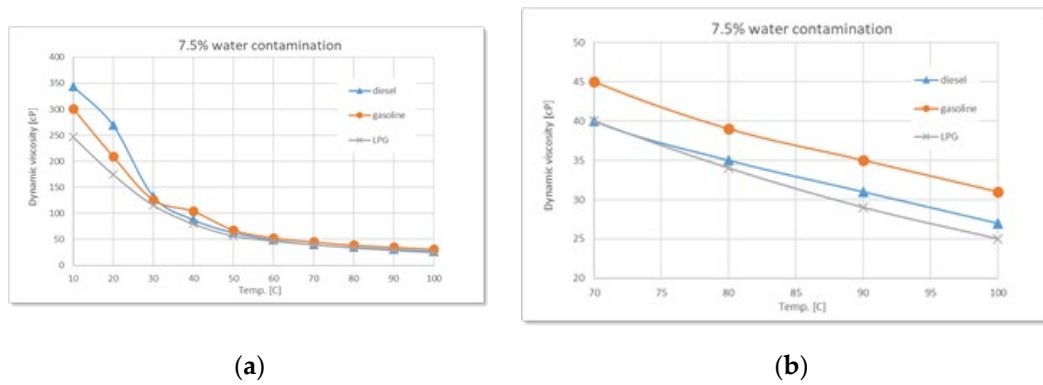 7.5% water contamination
Dynamic viscosity [cP]
400
350
300
250
200
150
100
50
0
diesel
gasoline
LPG
10 20 30 40 50 60 70 80 90 100
Temp. [C]
(a)
7.5% water contamination
Dynamic viscosity [cP]
50
45
40
35
30
25
20
diesel
gasoline
LPG
70 75 80 85 90 95 100
Temp. [C]
(b)